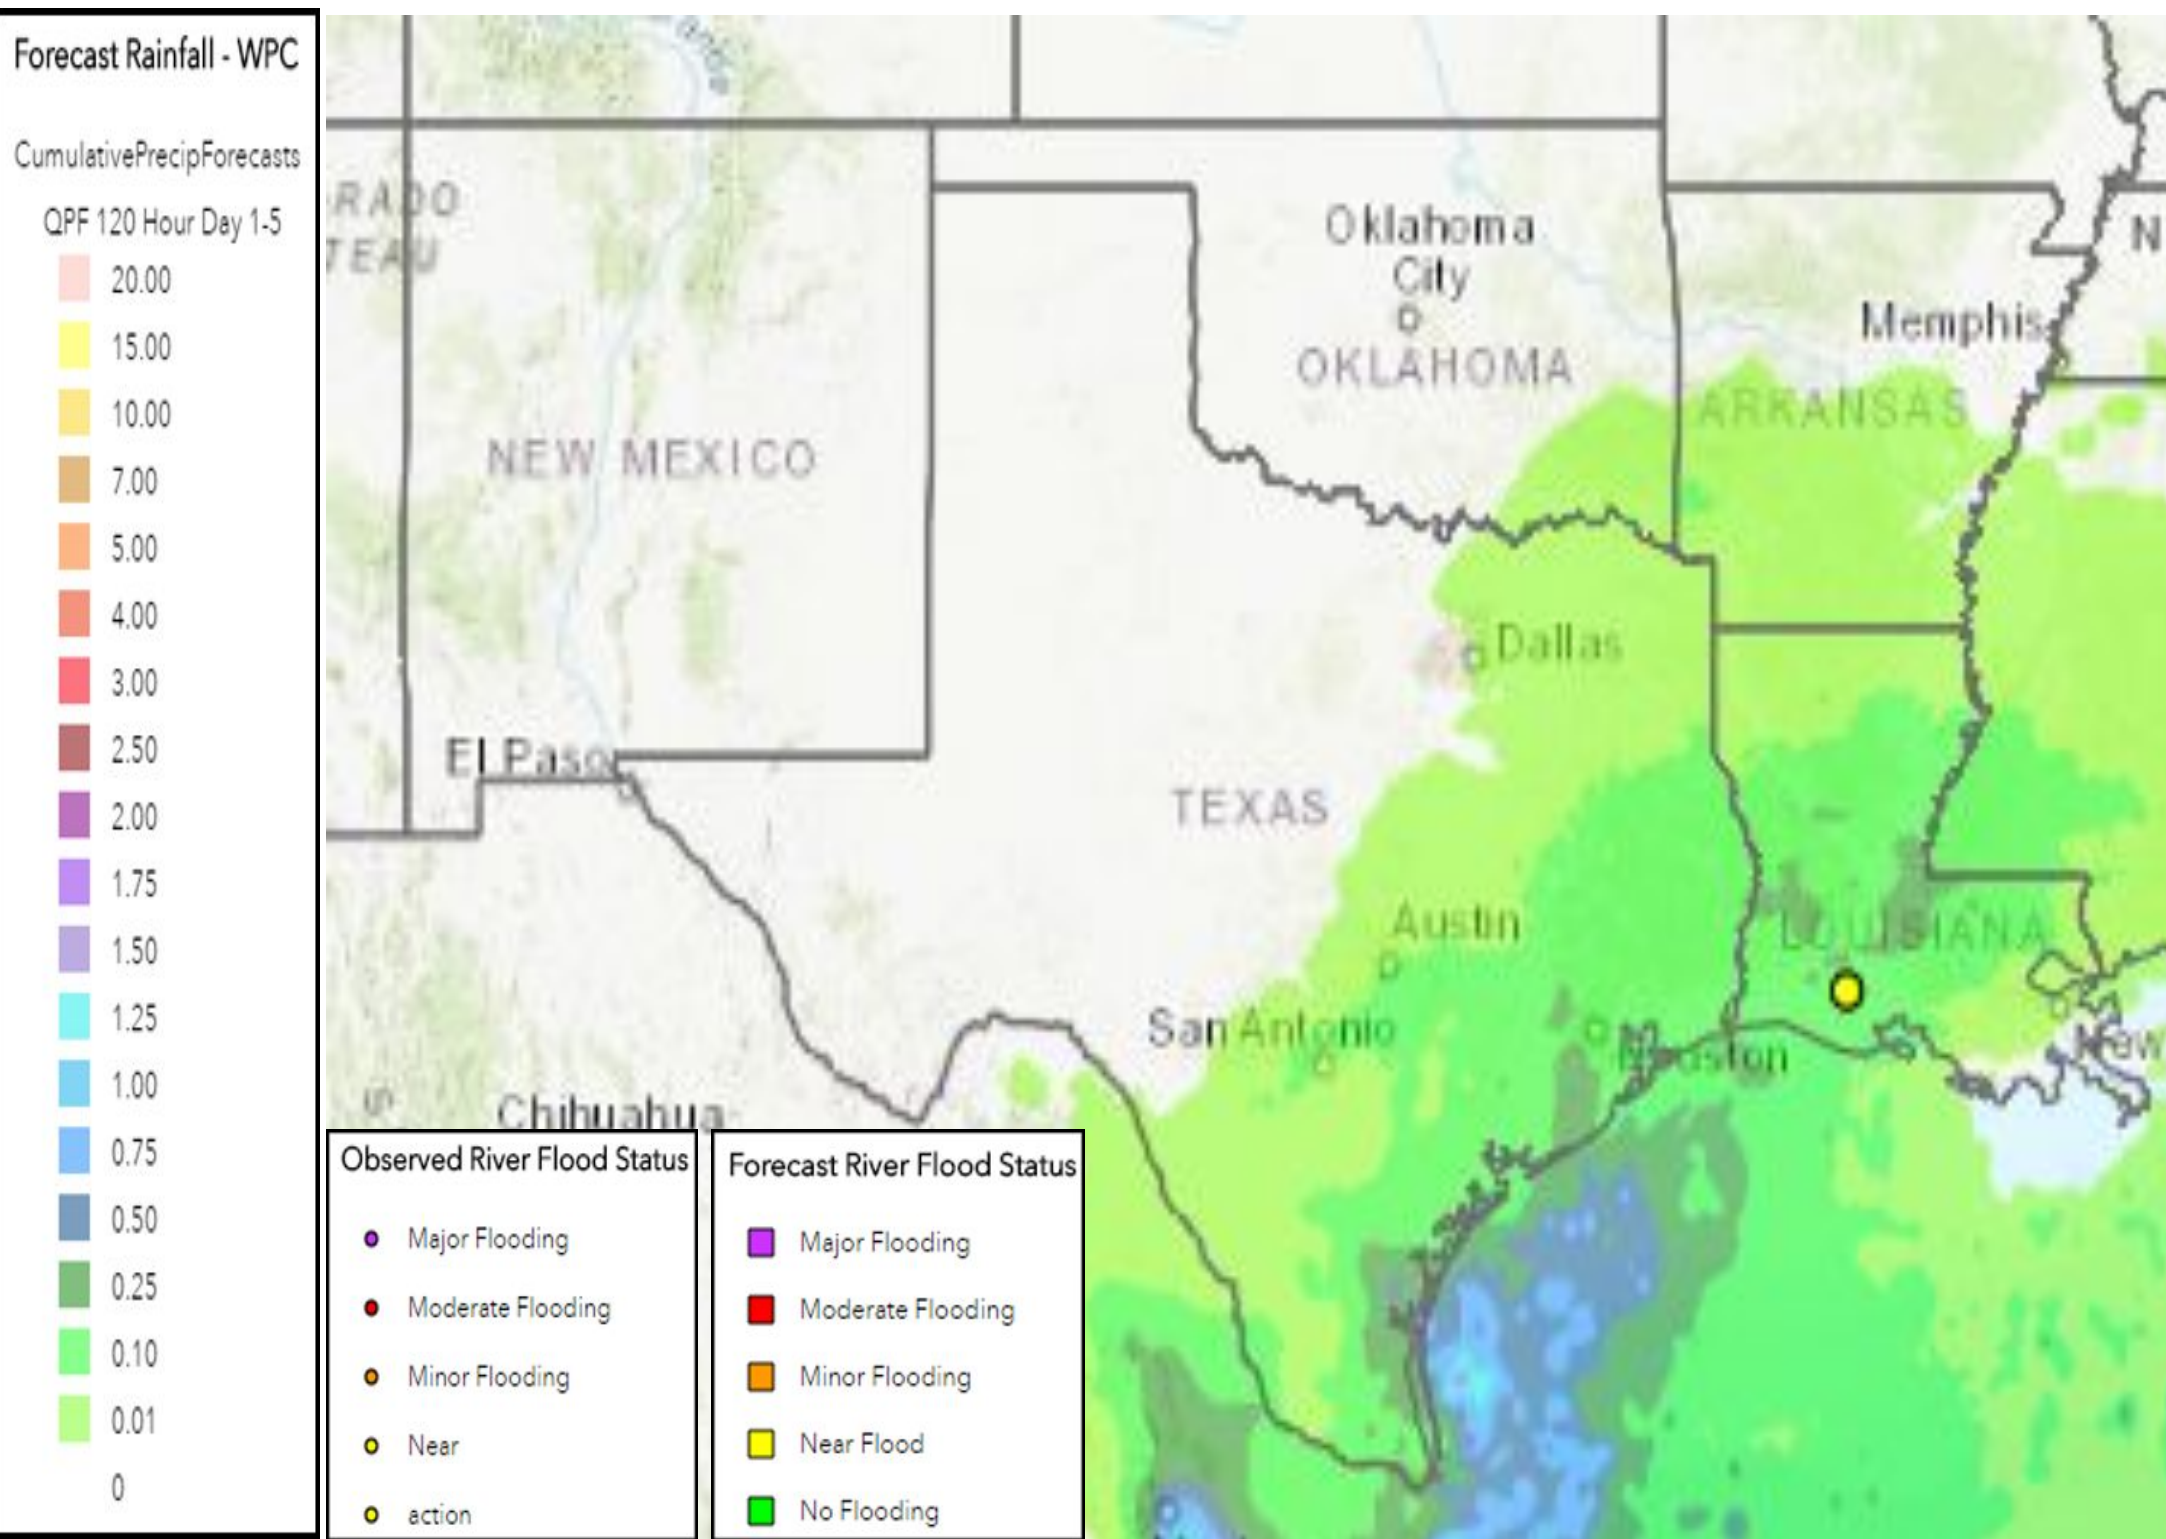 Forecast Rainfall - WPC
CumulativePrecipForecasts
QPF 120 Hour Day 1-5
20.00
15.00
10.00
7.00
5.00
4.00
3.00
2.50
2.00
1.75
1.50
1.25
1.00
0.75
0.50
0.25
0.10
0.01
0
RADO
TEAU
Oklahoma
City
OKLAHOMA
N
Memphis
ARKANSAS
NEW MEXICO
Dallas
El Paso
TEXAS
Austin
LOUISIANA
San Antonio
Houston
New
Chihuahua
Observed River Flood Status
Major Flooding
Moderate Flooding
Minor Flooding
Near
action
Forecast River Flood Status
Major Flooding
Moderate Flooding
Minor Flooding
Near Flood
No Flooding